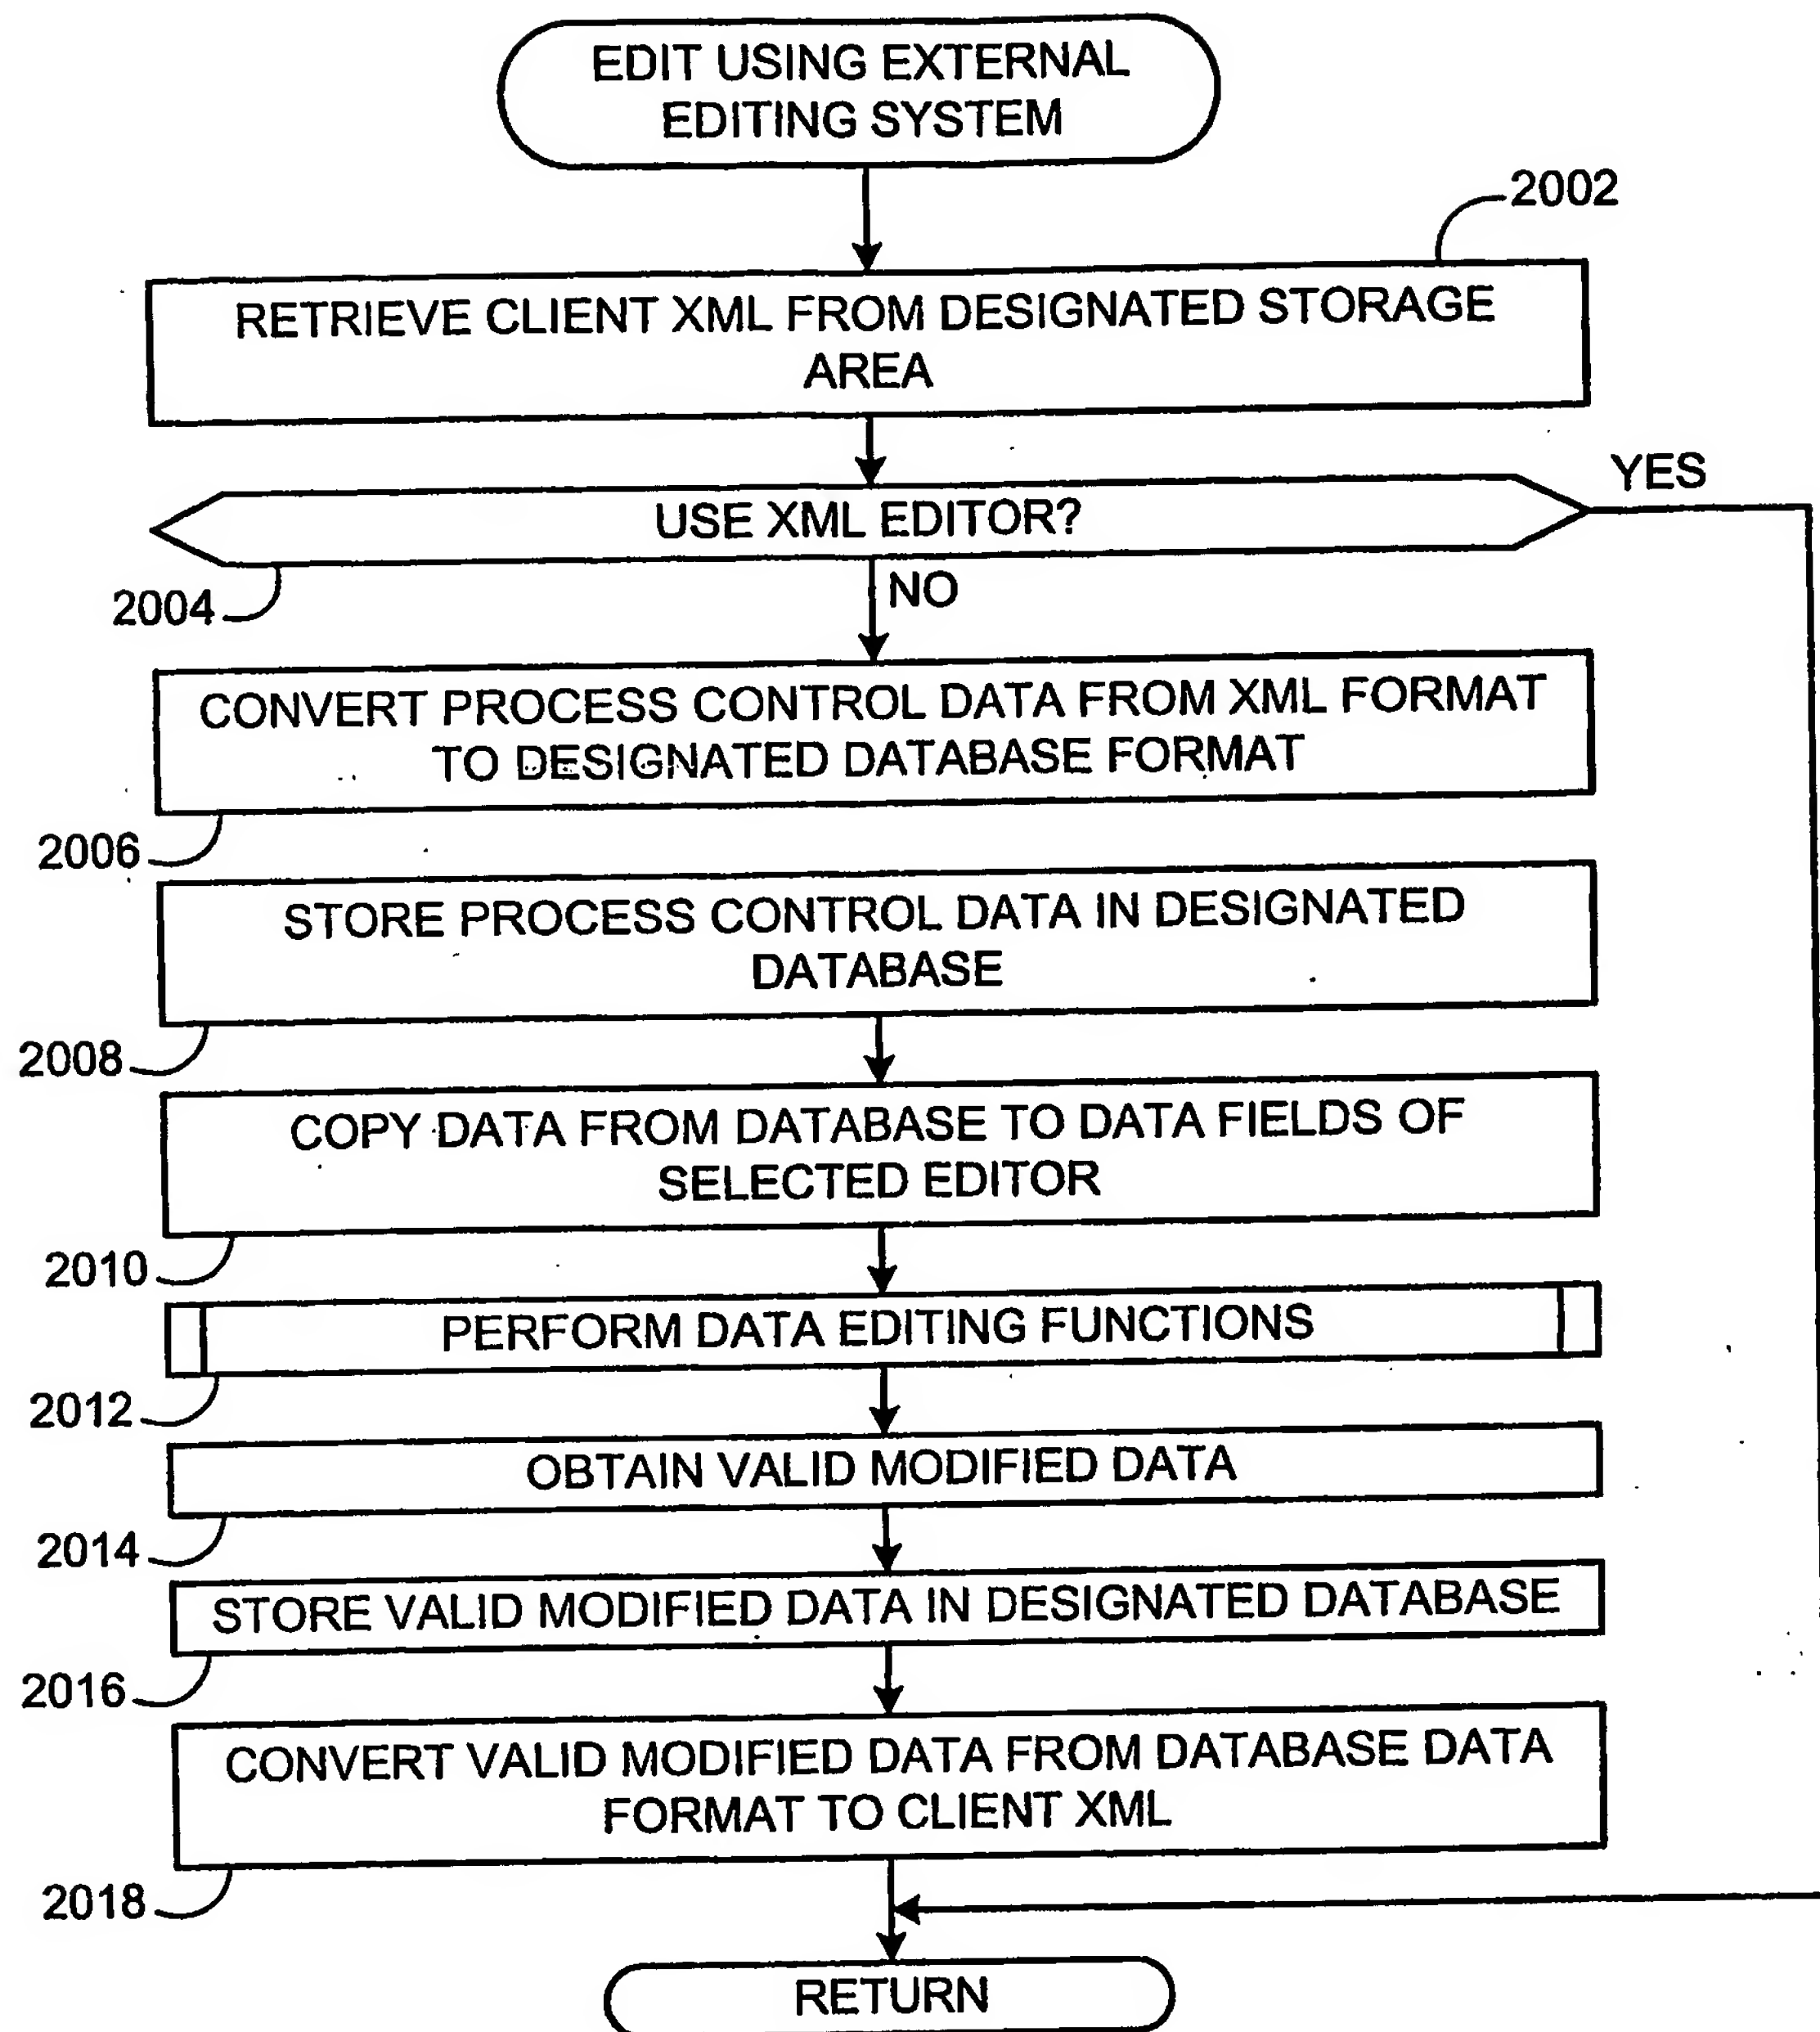 EDIT USING EXTERNAL
EDITING SYSTEM
2002
RETRIEVE CLIENT XML FROM DESIGNATED STORAGE
AREA
YES
USE XML EDITOR?
2004
NO
CONVERT PROCESS CONTROL DATA FROM XML FORMAT
TO DESIGNATED DATABASE FORMAT
2006
STORE PROCESS CONTROL DATA IN DESIGNATED
DATABASE
2008
COPY DATA FROM DATABASE TO DATA FIELDS OF
SELECTED EDITOR
2010
PERFORM DATA EDITING FUNCTIONS
2012
OBTAIN VALID MODIFIED DATA
2014
STORE VALID MODIFIED DATA IN DESIGNATED DATABASE
2016
CONVERT VALID MODIFIED DATA FROM DATABASE DATA
FORMAT TO CLIENT XML
2018
RETURN